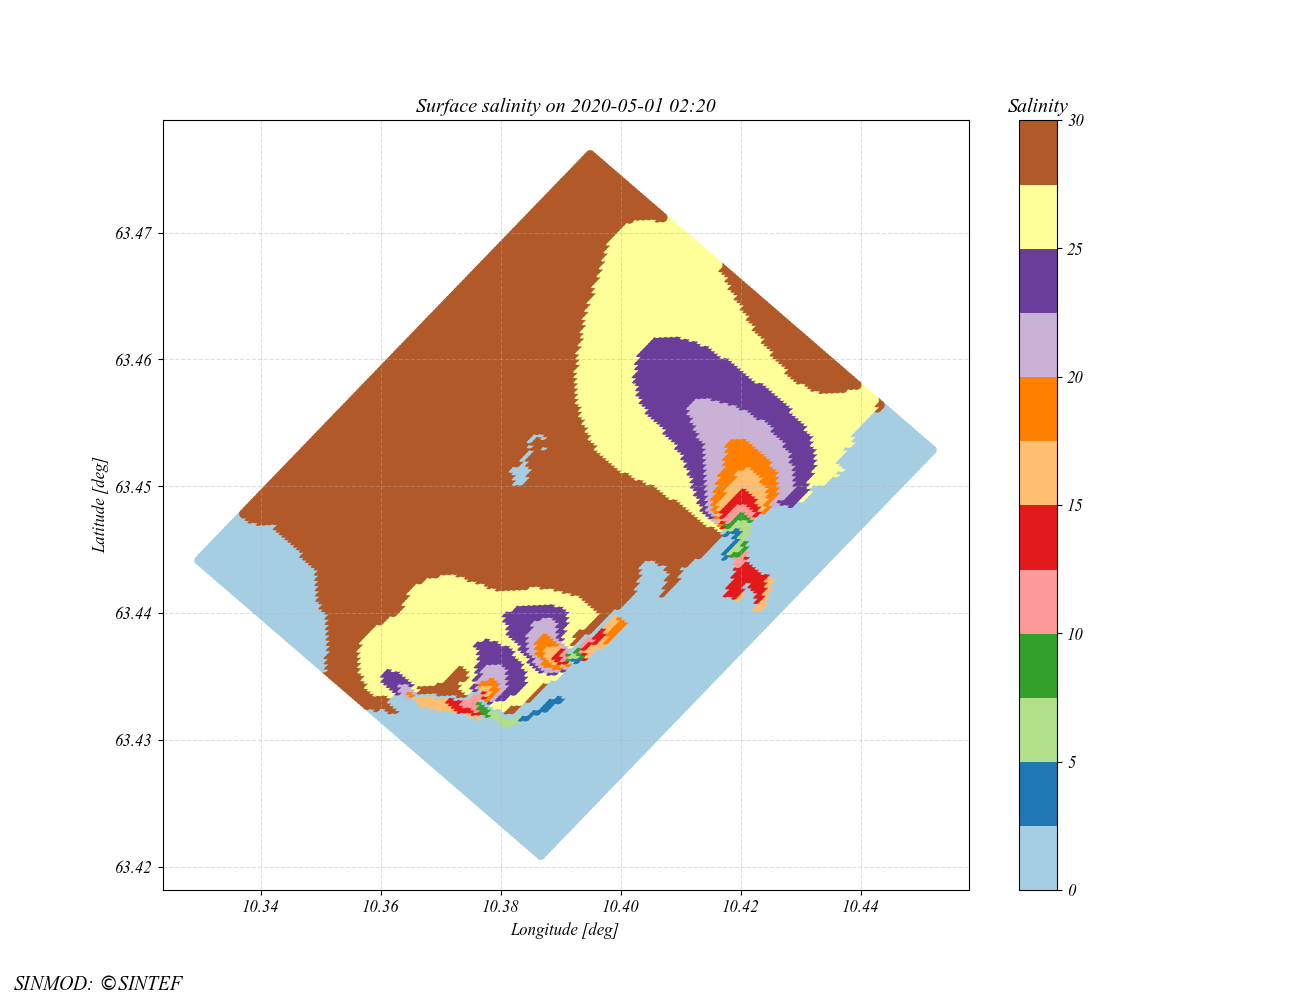 Surface salinity on 2020-05-01 02:20
Salinity
30
25
20
15
10
5
0
63.47
63.46
63.45
63.44
63.43
63.42
Latitude [deg]
10.34 10.36 10.38 10.40 10.42 10.44
Longitude [deg]
SINMOD: ©SINTEF